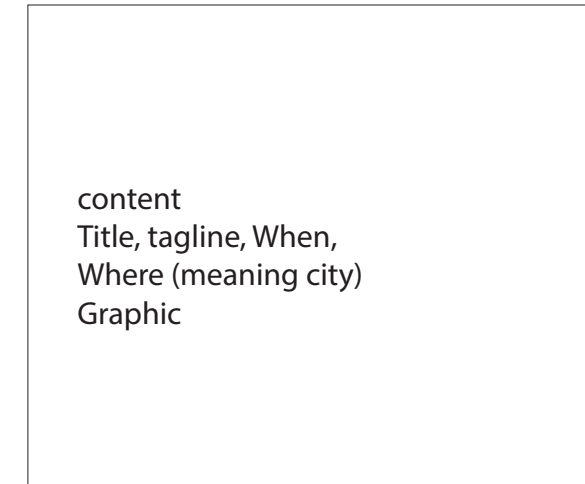 content
Title, tagline, When,
Where (meaning city)
Graphic